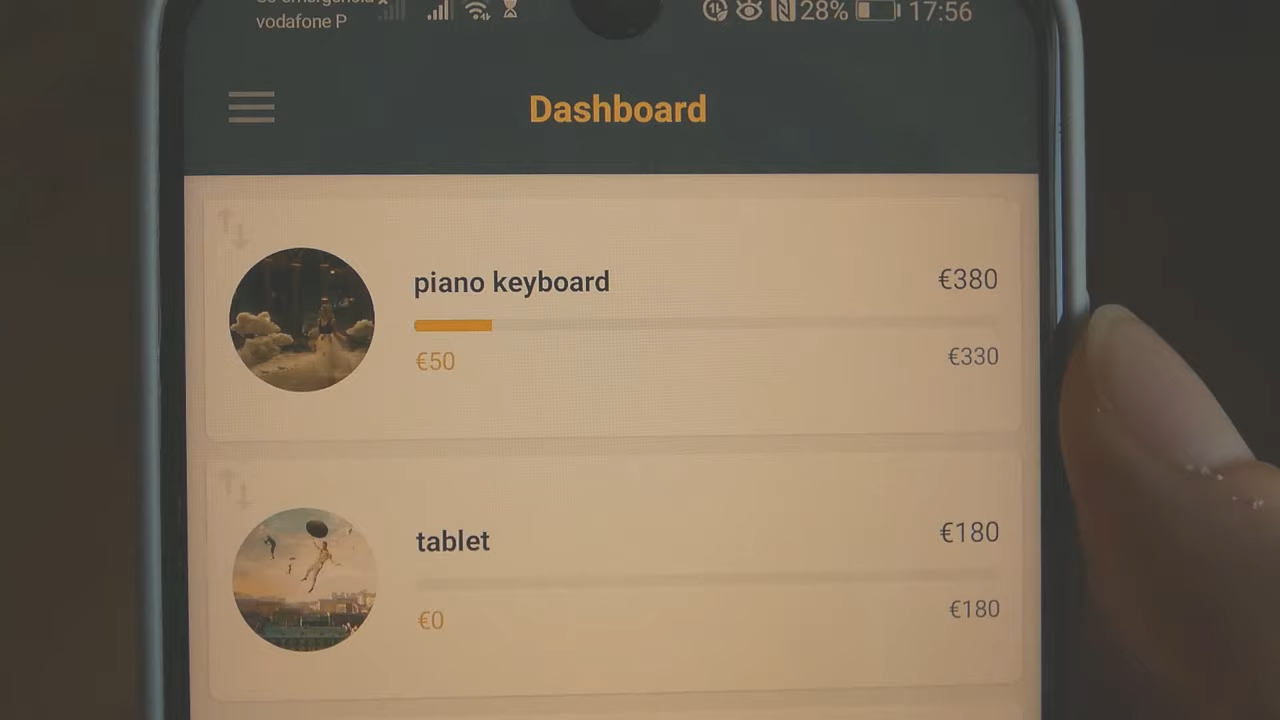 vodafone P
28% 17:56
Dashboard
piano keyboard
€380
€50
€330
tablet
€180
€0
€180